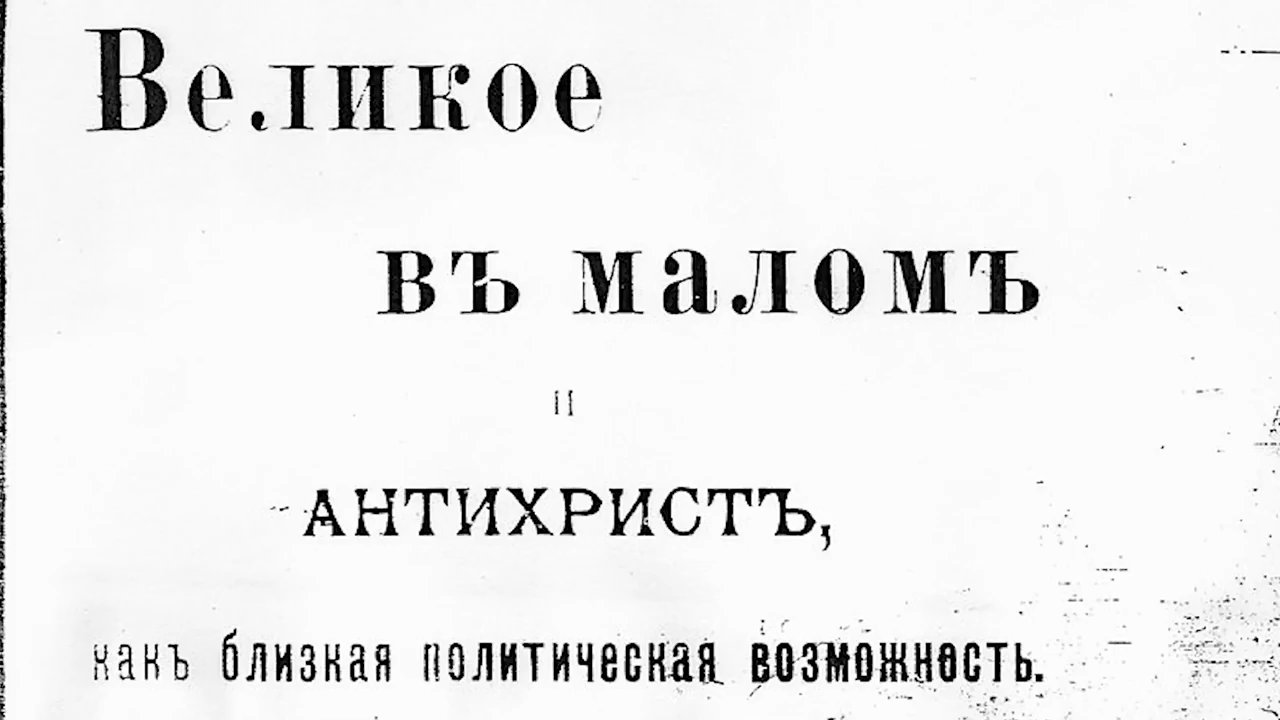 Великое
въ маломъ
и
АНТИХРИСТЪ,
какъ близкая политическая возможность.